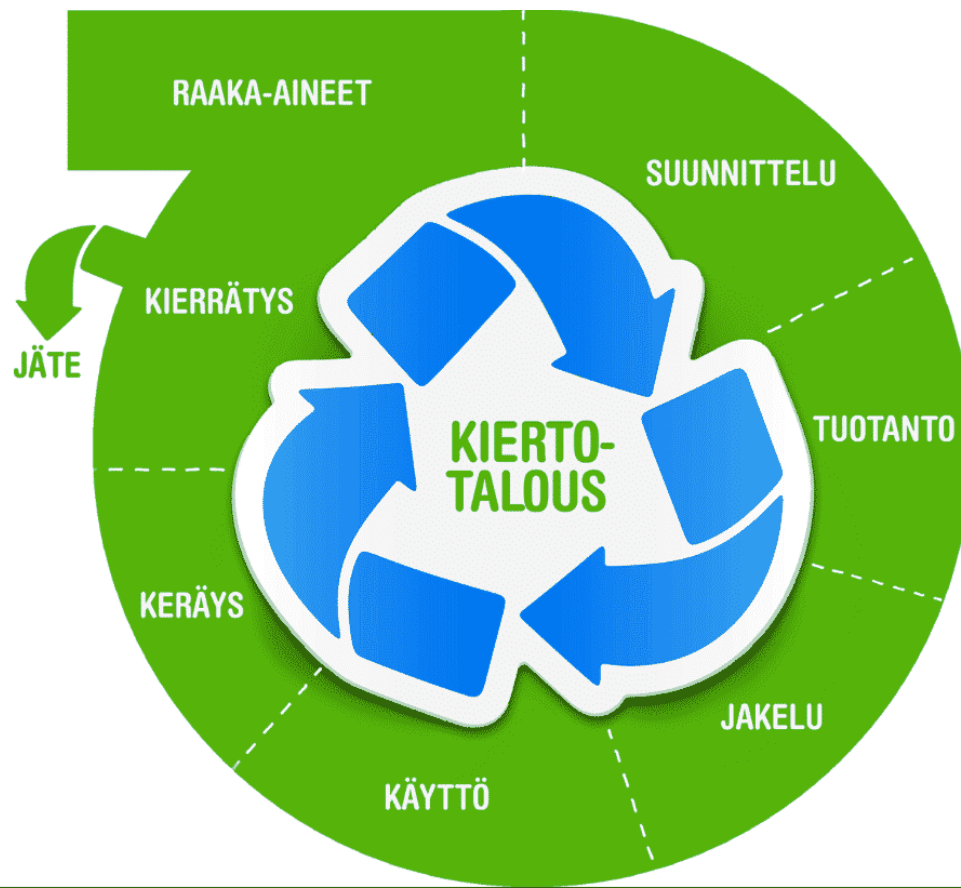 RAAKA-AINEET
SUUNNITTELU
TUOTANTO
JAKELU
KÄYTTÖ
KERÄYS
KIERRÄTYS
JÄTE
KIERTO-
TALOUS